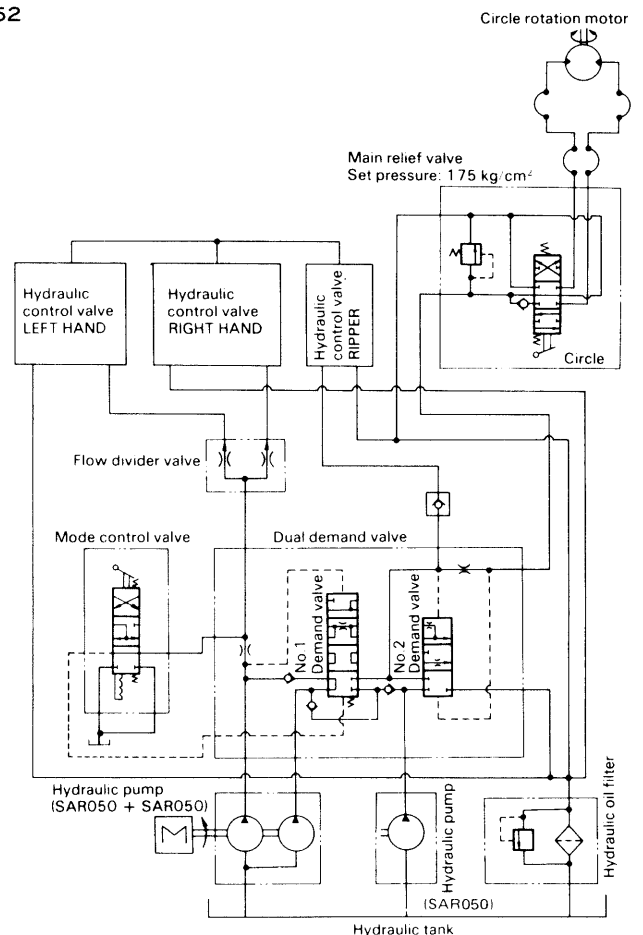 52
Circle rotation motor
Main relief valve
Set pressure: 175 kg/cm²
Hydraulic
control valve
LEFT HAND
Hydraulic
control valve
RIGHT HAND
Hydraulic
control valve
RIPPER
Circle
Flow divider valve
Mode control valve
Dual demand valve
No.1
Demand valve
No.2
Demand valve
Hydraulic pump
(SAR050 + SAR050)
M
Hydraulic pump
(SAR050)
Hydraulic oil filter
Hydraulic tank